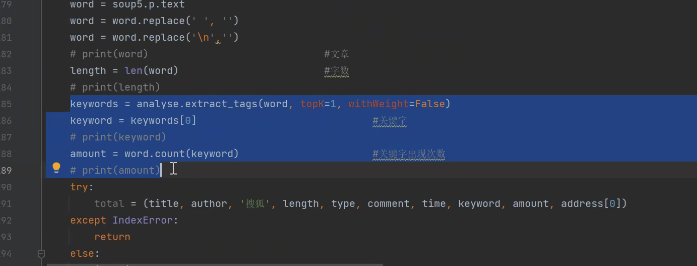 79 word = soup5.p.text
80 word = word.replace(' ', '')
81 word = word.replace('\n','')
82 # print(word) #文章
83 length = len(word) #字数
84 # print(length)
85 keywords = analyse.extract_tags(word, topK=1, withWeight=False)
86 keyword = keywords[0] #关键字
87 # print(keyword)
88 amount = word.count(keyword) #关键字出现次数
89 # print(amount)
90 try:
91 total = (title, author, '搜狐', length, type, comment, time, keyword, amount, address[0])
92 except IndexError:
93 return
94 else: